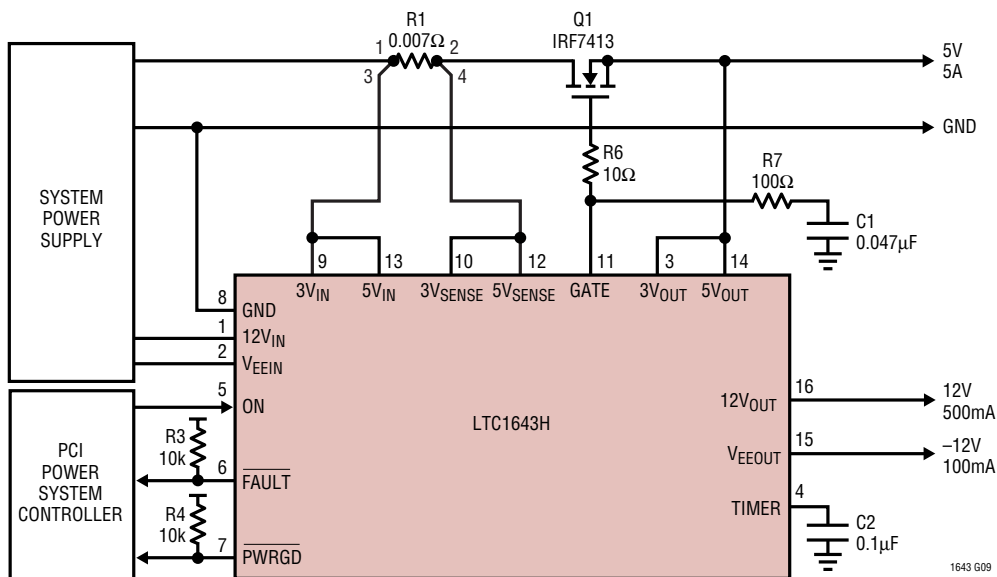 R1
0.007Ω
1
2
3
4
Q1
IRF7413
5V
5A
GND
R6
10Ω
R7
100Ω
C1
0.047µF
SYSTEM
POWER
SUPPLY
9
13
10
12
11
3
14
3VIN
5VIN
3VSENSE
5VSENSE
GATE
3VOUT
5VOUT
8
GND
1
12VIN
2
VEEIN
5
ON
R3
10k
6
FAULT
R4
10k
7
PWRGD
PCI
POWER
SYSTEM
CONTROLLER
LTC1643H
12VOUT
16
12V
500mA
VEEOUT
15
–12V
100mA
TIMER
4
C2
0.1µF
1643 G09